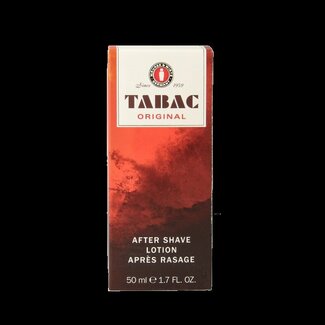 Since 1959
TABAC
ORIGINAL
AFTER SHAVE
LOTION
APRÈS RASAGE
50 ml ℮ 1.7 FL. OZ.